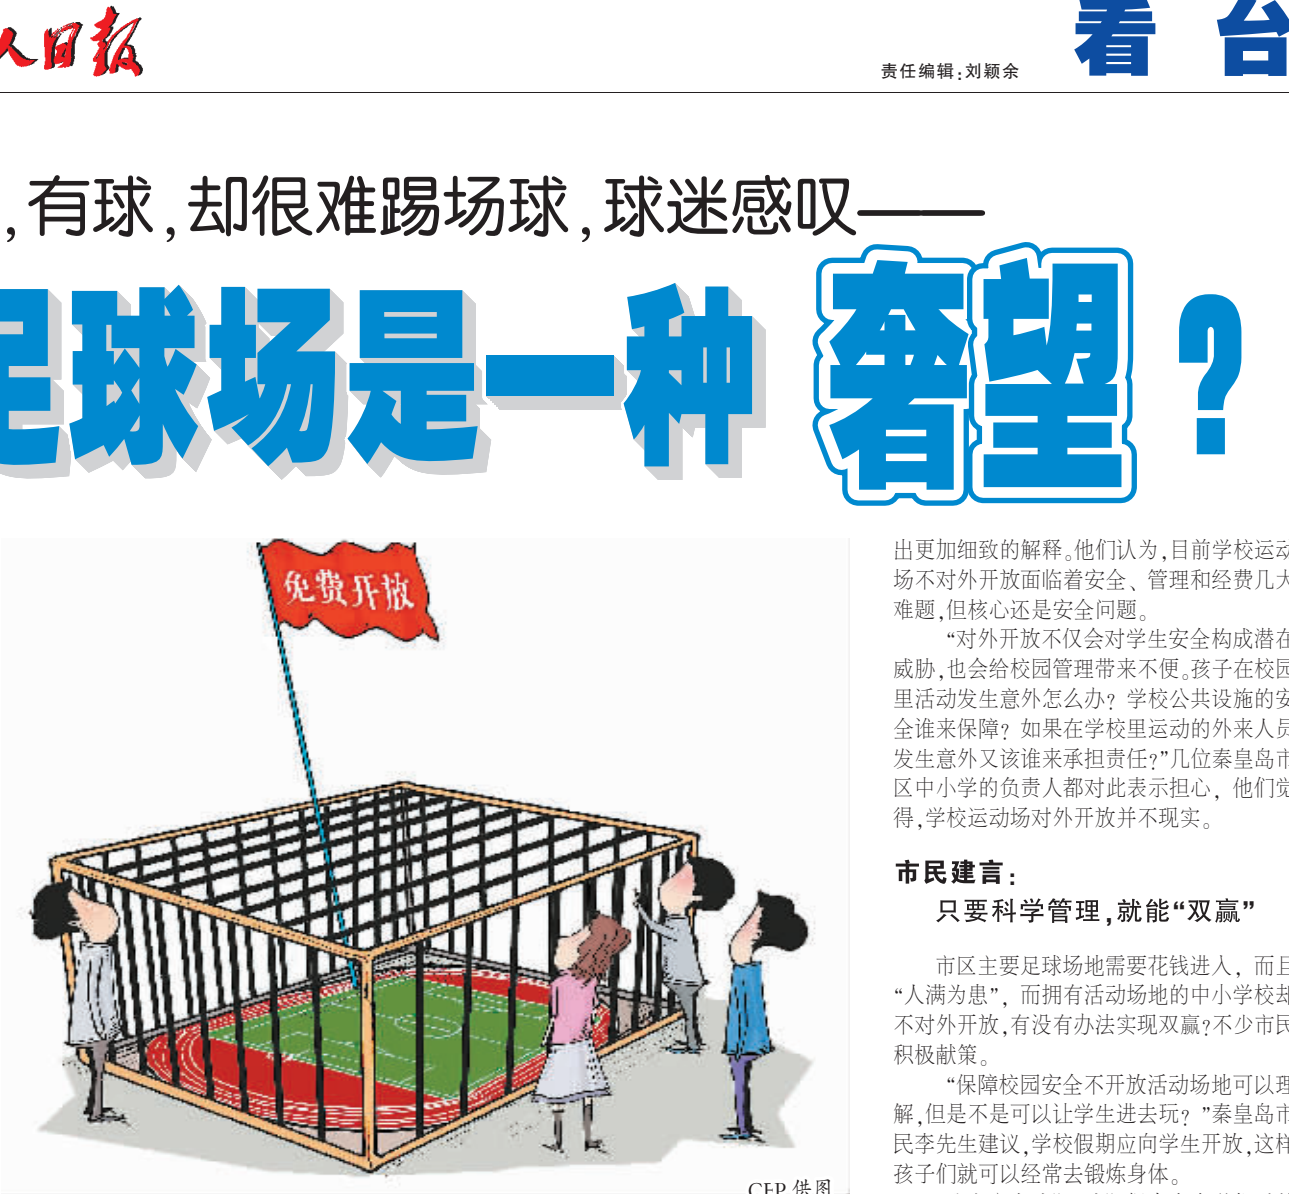 人日报
责任编辑:刘颖余
看台
,有球,却很难踢场球,球迷感叹——
足球场是一种奢望?
免费开放
CFP 供图
出更加细致的解释。他们认为,目前学校运动
场不对外开放面临着安全、管理和经费几大
难题,但核心还是安全问题。
“对外开放不仅会对学生安全构成潜在
威胁,也会给校园管理带来不便。孩子在校园
里活动发生意外怎么办?学校公共设施的安
全谁来保障?如果在学校里运动的外来人员
发生意外又该谁来承担责任?”几位秦皇岛市
区中小学的负责人都对此表示担心,他们觉
得,学校运动场对外开放并不现实。
市民建言:
只要科学管理,就能“双赢”
市区主要足球场地需要花钱进入,而且
“人满为患”,而拥有活动场地的中小学校却
不对外开放,有没有办法实现双赢?不少市民
积极献策。
“保障校园安全不开放活动场地可以理
解,但是不是可以让学生进去玩?”秦皇岛市
民李先生建议,学校假期应向学生开放,这样
孩子们就可以经常去锻炼身体。